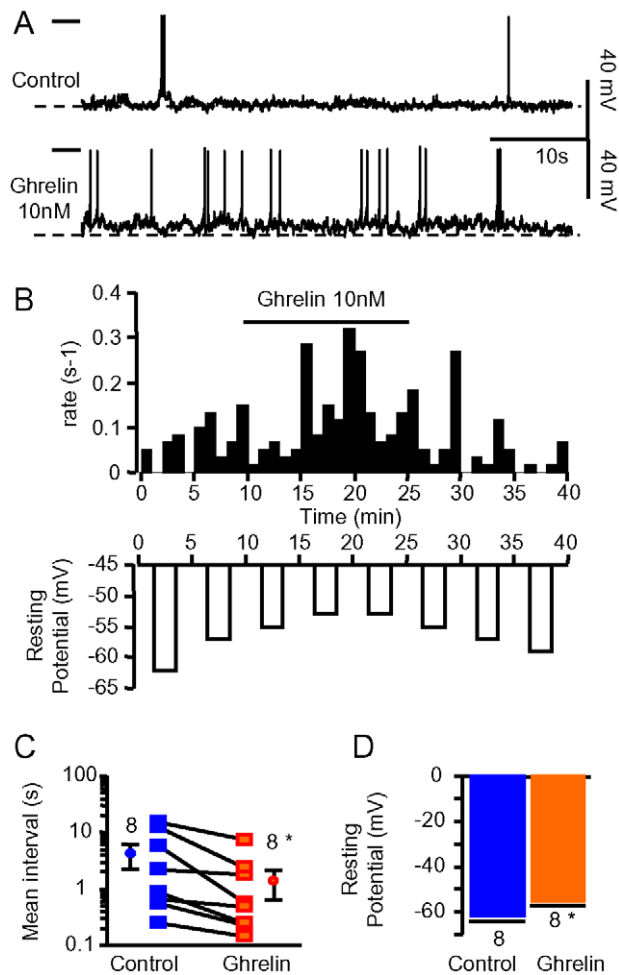 A
Control
40 mV
10s
Ghrelin
10nM
40 mV
B
Ghrelin 10nM
rate (s-1)
0.4
0.3
0.2
0.1
0
0 5 10 15 20 25 30 35 40
Time (min)
0 5 10 15 20 25 30 35 40
Resting
Potential (mV)
-45
-50
-55
-60
-65
C
Mean interval (s)
100
10
1
0.1
8
8 *
Control Ghrelin
D
Resting
Potential (mV)
0
-20
-40
-60
8
8 *
Control Ghrelin